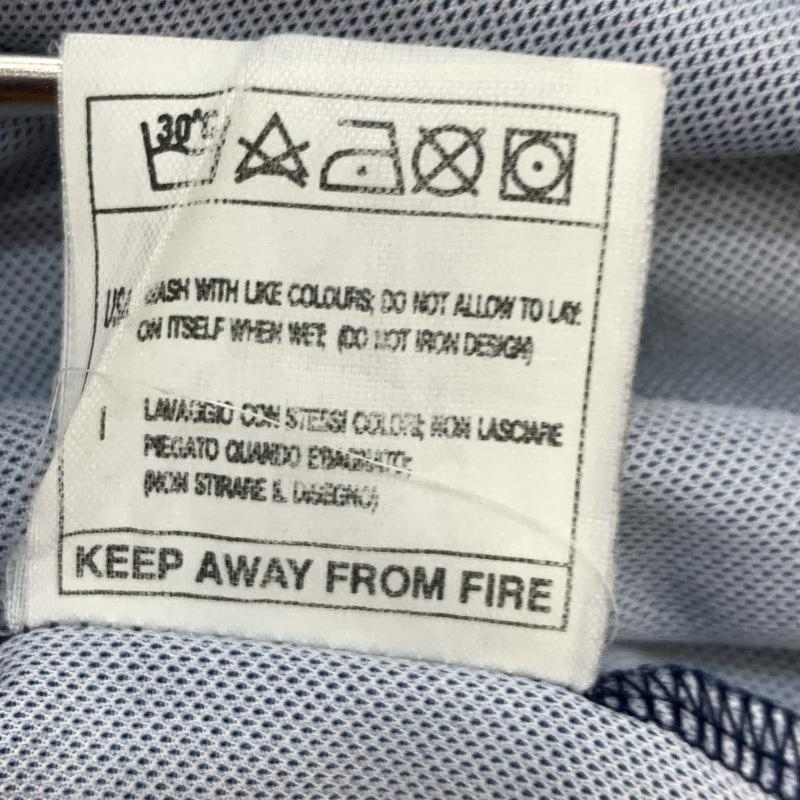 30°C
USA WASH WITH LIKE COLOURS; DO NOT ALLOW TO LAY
ON ITSELF WHEN WET; (DO NOT IRON DESIGN)
I LAVAGGIO CON STESSI COLORI; NON LASCIARE
PIEGATO QUANDO E'BAGNATO;
(NON STIRARE IL DISEGNO)
KEEP AWAY FROM FIRE